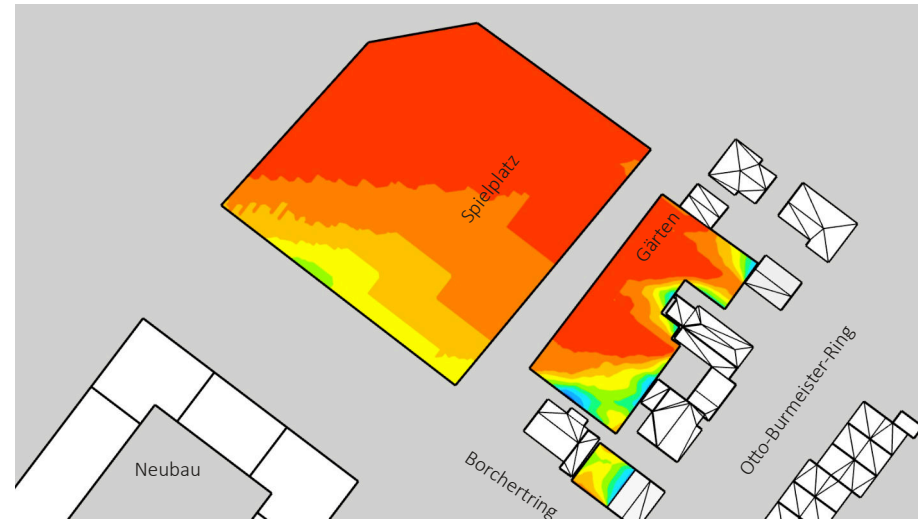 Spielplatz
Gärten
Otto-Burmeister-Ring
Neubau
Borchertring